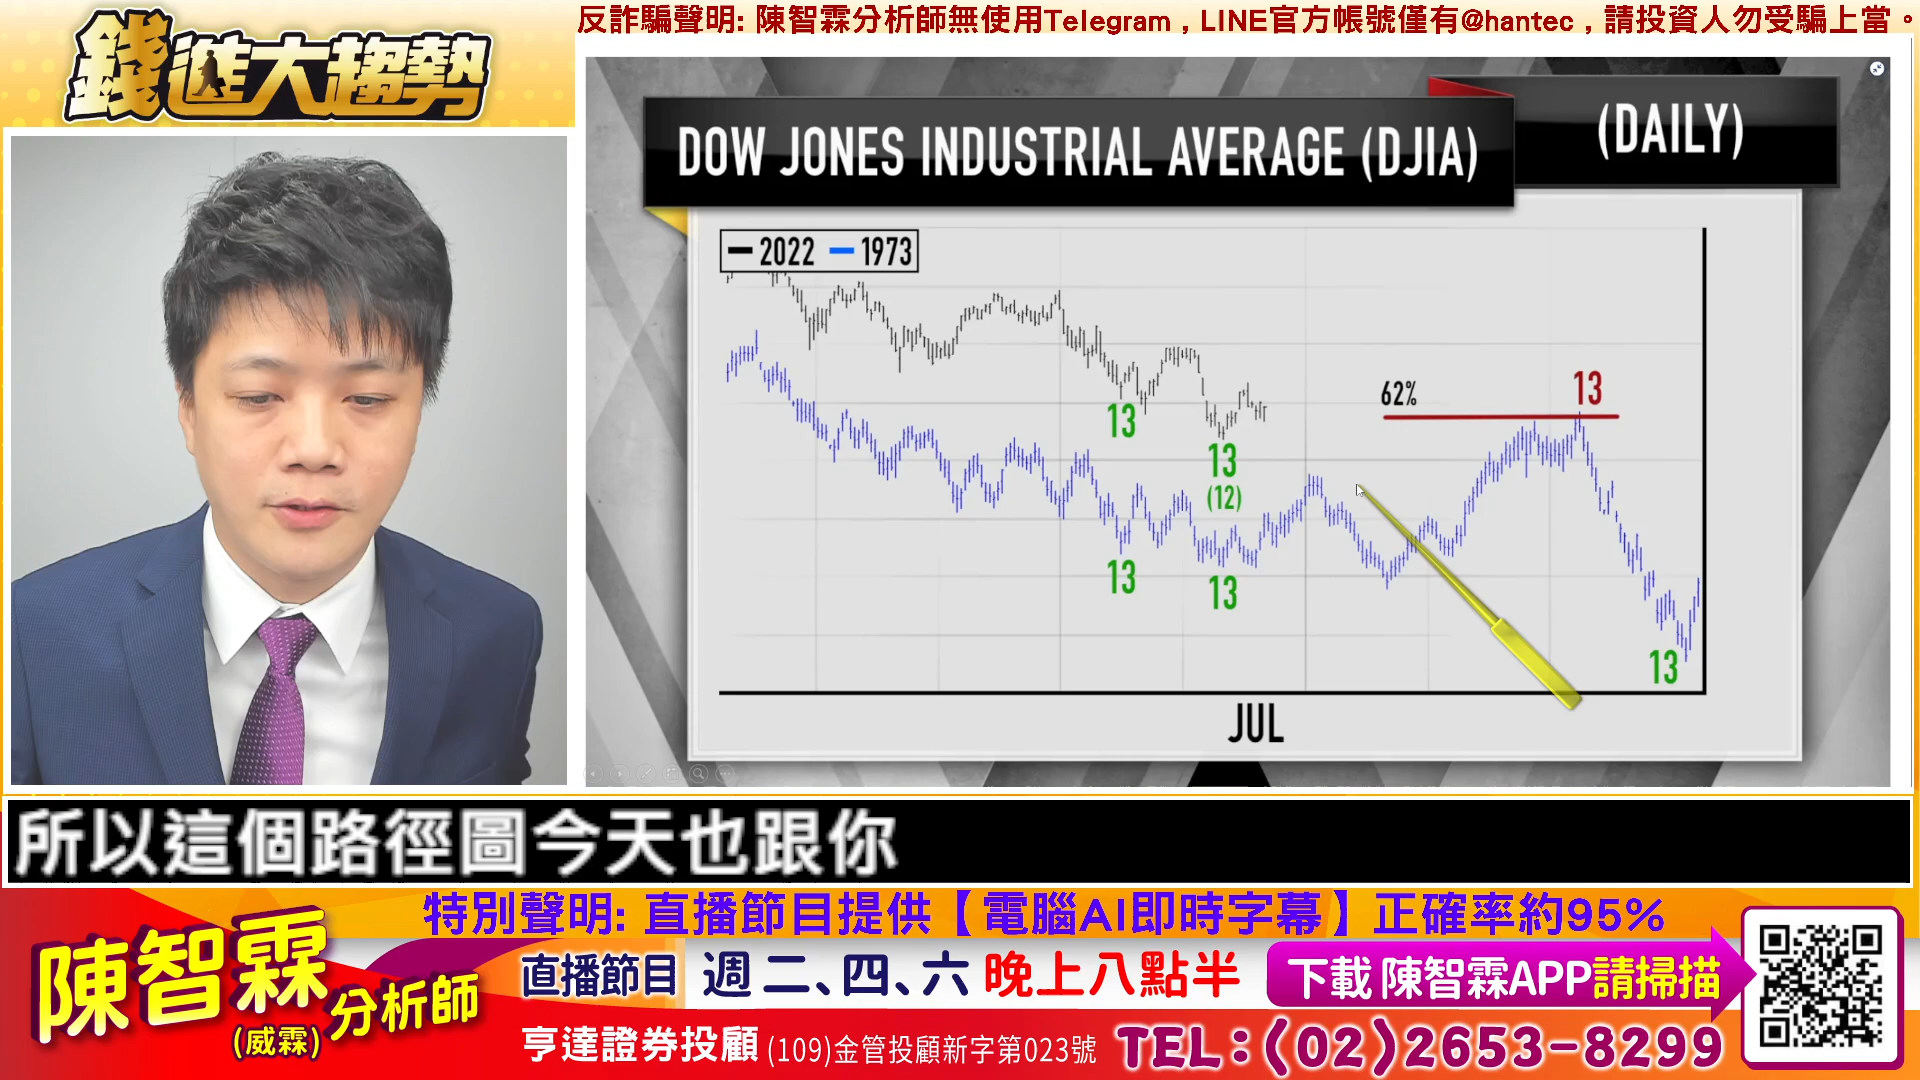 反詐騙聲明: 陳智霖分析師無使用Telegram , LINE官方帳號僅有@hantec , 請投資人勿受騙上當。
錢進大趨勢
DOW JONES INDUSTRIAL AVERAGE (DJIA)
(DAILY)
2022 1973
62%
13
13
13
(12)
13
13
13
JUL
所以這個路徑圖今天也跟你
特別聲明: 直播節目提供【電腦AI即時字幕】正確率約95%
陳智霖分析師
(威霖)
直播節目 週二、四、六 晚上八點半
下載 陳智霖APP請掃描
亨達證券投顧 (109)金管投顧新字第023號 TEL:(02)2653-8299